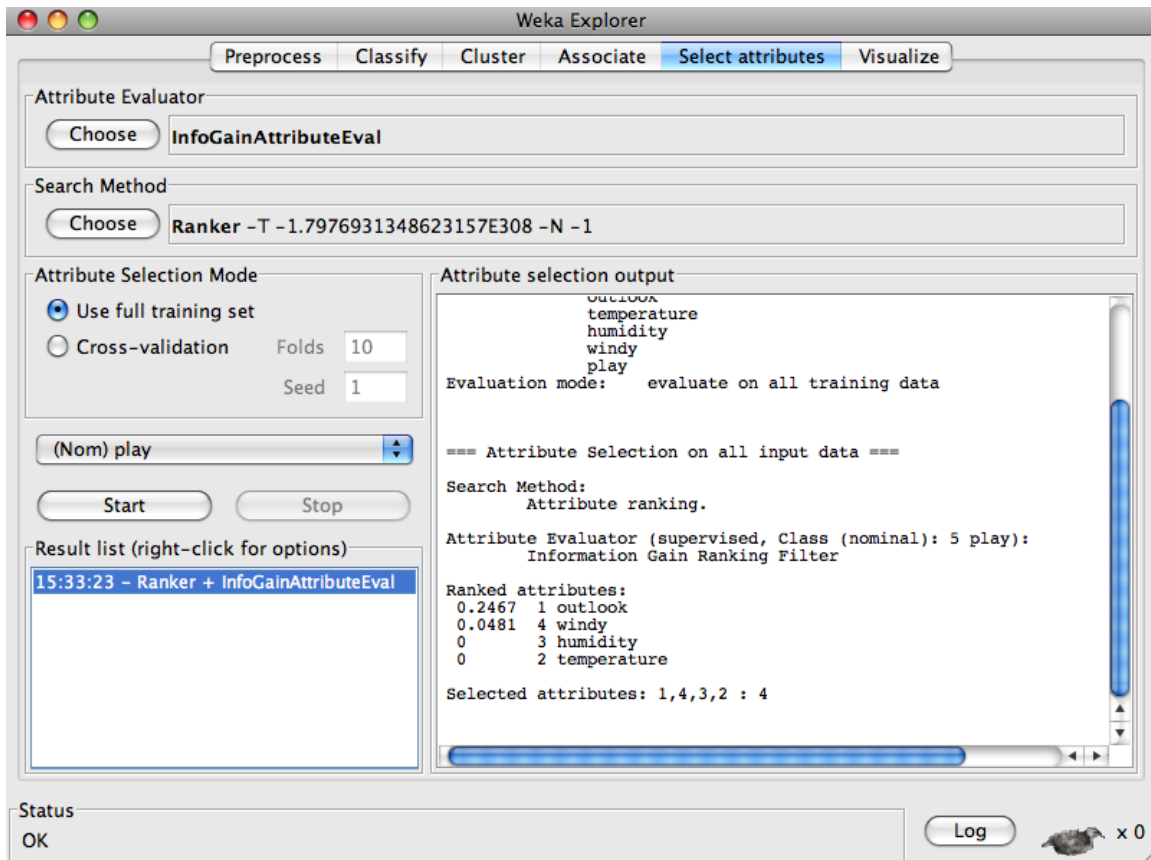 Weka Explorer
Preprocess Classify Cluster Associate Select attributes Visualize
Attribute Evaluator
Choose InfoGainAttributeEval
Search Method
Choose Ranker -T -1.7976931348623157E308 -N -1
Attribute Selection Mode
Use full training set
Cross-validation Folds 10
Seed 1
(Nom) play
Start Stop
Result list (right-click for options)
15:33:23 - Ranker + InfoGainAttributeEval
Attribute selection output
outlook
temperature
humidity
windy
play
Evaluation mode: evaluate on all training data
=== Attribute Selection on all input data ===
Search Method:
Attribute ranking.
Attribute Evaluator (supervised, Class (nominal): 5 play):
Information Gain Ranking Filter
Ranked attributes:
0.2467 1 outlook
0.0481 4 windy
0 3 humidity
0 2 temperature
Selected attributes: 1,4,3,2 : 4
Status
OK
Log x 0